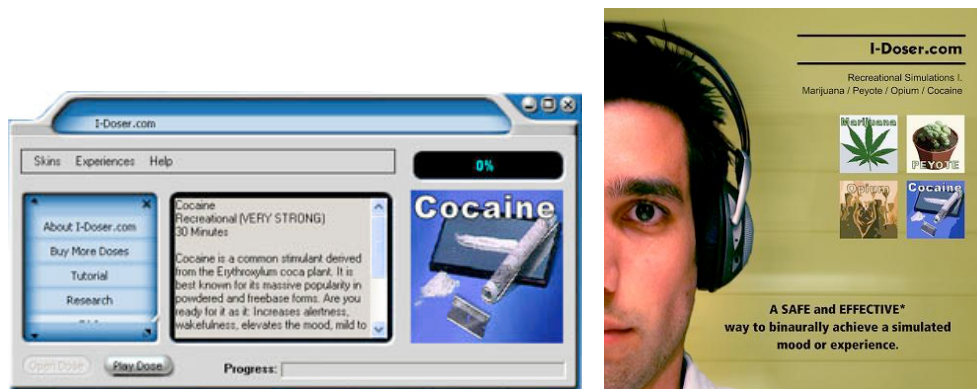 I-Doser.com
Skins Experiences Help
0%
About I-Doser.com
Buy More Doses
Tutorial
Research
Cocaine
Recreational (VERY STRONG)
30 Minutes
Cocaine is a common stimulant derived
from the Erythroxylum coca plant. It is
best known for its massive popularity in
powdered and freebase forms. Are you
ready for it as it: Increases alertness,
wakefulness, elevates the mood, mild to
Cocaine
Open Dose
Play Dose
Progress:
I-Doser.com
Recreational Simulations I.
Marijuana / Peyote / Opium / Cocaine
Marijuana
PEYOTE
Opium
Cocaine
A SAFE and EFFECTIVE*
way to binaurally achieve a simulated
mood or experience.